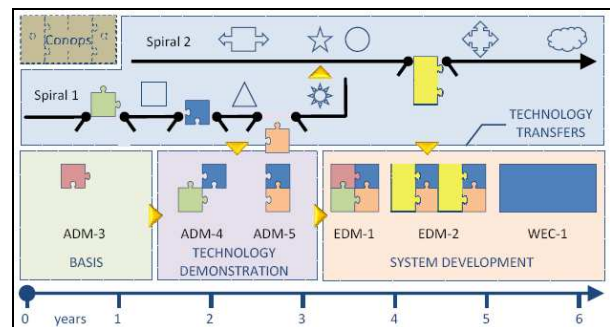 Conops
Spiral 2
Spiral 1
TECHNOLOGY
TRANSFERS
ADM-3
ADM-4
ADM-5
EDM-1
EDM-2
WEC-1
BASIS
TECHNOLOGY
DEMONSTRATION
SYSTEM DEVELOPMENT
0 years 1 2 3 4 5 6